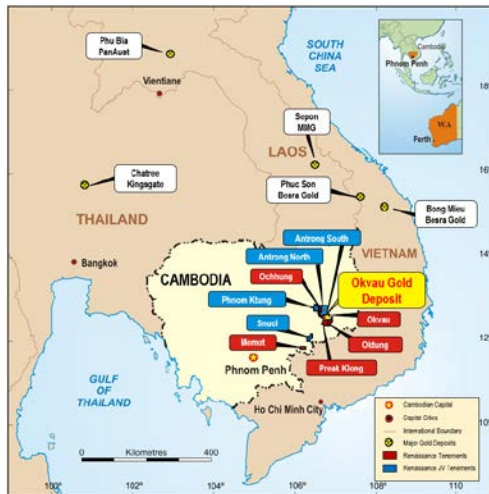 Phu Bia
PanAust
Vientiane
SOUTH
CHINA
SEA
Cambodia
Phnom Penh
W.A
Perth
18°
Sepon
MMG
LAOS
Chatree
Kingsgate
Phuc Son
Besra Gold
Bong Mieu
Besra Gold
THAILAND
Antrong South
VIETNAM
Antrong North
Bangkok
CAMBODIA
Ochhung
Okvau Gold
Deposit
Phnom Ktung
Okvau
Snuol
Memot
Oktung
12°
Phnom Penh
Preak Klong
GULF
OF
THAILAND
Ho Chi Minh City
Kilometres
0
400
100°
102°
104°
106°
108°
110°
Cambodian Capital
Capital Cities
International Boundary
Major Gold Deposits
Renaissance Tenements
Renaissance JV Tenements